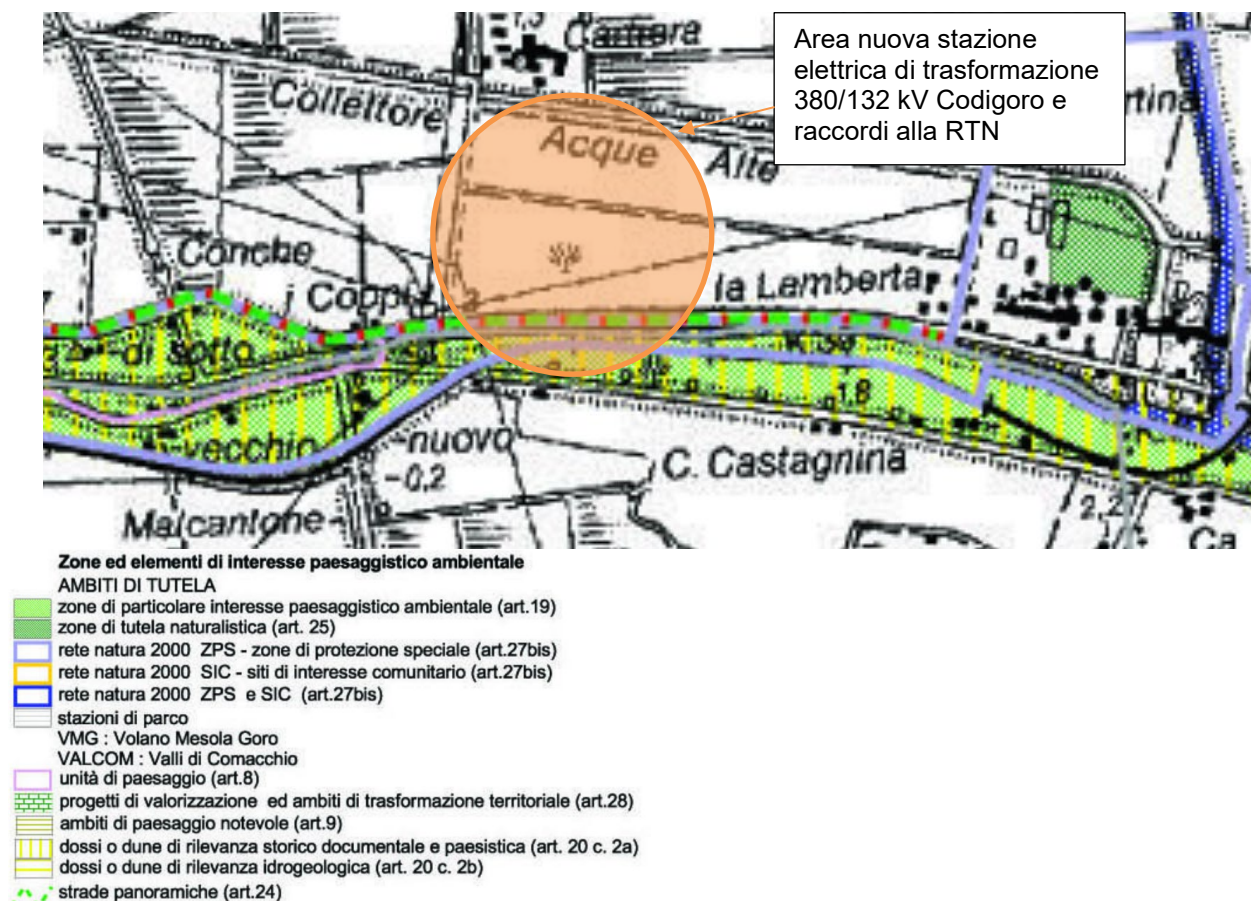 1,3
Carrara
Area nuova stazione
elettrica di trasformazione
380/132 kV Codigoro e
raccordi alla RTN
Collettore
Acque
Alte
Conche
Coppi
la Lamberta
di sotto
1.8
vecchio
nuovo
-0,2
C. Castagnina
Malcantone
2,2
Ca
Zone ed elementi di interesse paesaggistico ambientale
AMBITI DI TUTELA
zone di particolare interesse paesaggistico ambientale (art.19)
zone di tutela naturalistica (art. 25)
rete natura 2000 ZPS - zone di protezione speciale (art.27bis)
rete natura 2000 SIC - siti di interesse comunitario (art.27bis)
rete natura 2000 ZPS e SIC (art.27bis)
stazioni di parco
VMG : Volano Mesola Goro
VALCOM : Valli di Comacchio
unità di paesaggio (art.8)
progetti di valorizzazione ed ambiti di trasformazione territoriale (art.28)
ambiti di paesaggio notevole (art.9)
dossi o dune di rilevanza storico documentale e paesistica (art. 20 c. 2a)
dossi o dune di rilevanza idrogeologica (art. 20 c. 2b)
strade panoramiche (art.24)